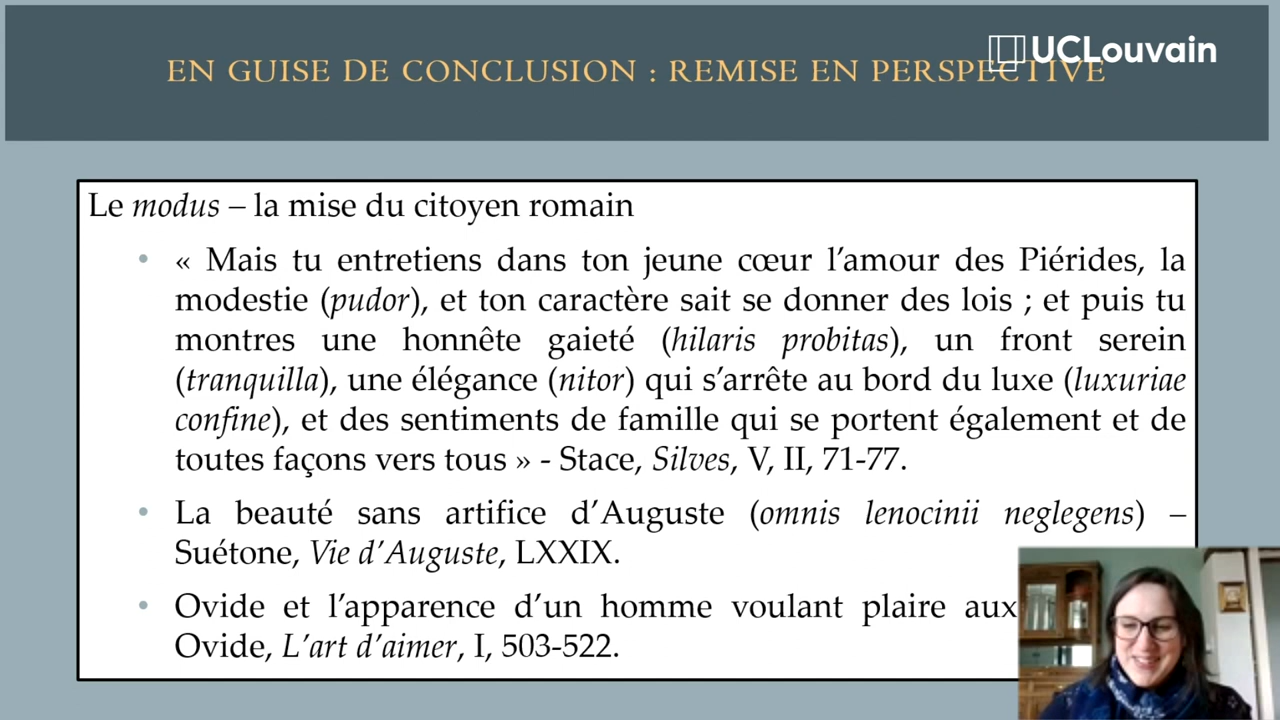 EN GUISE DE CONCLUSION : REMISE EN PERSPECTIVE
UCLouvain
Le modus – la mise du citoyen romain
• « Mais tu entretiens dans ton jeune cœur l’amour des Piérides, la
modestie (pudor), et ton caractère sait se donner des lois ; et puis tu
montres une honnête gaieté (hilaris probitas), un front serein
(tranquilla), une élégance (nitor) qui s’arrête au bord du luxe (luxuriae
confine), et des sentiments de famille qui se portent également et de
toutes façons vers tous » - Stace, Silves, V, II, 71-77.
• La beauté sans artifice d’Auguste (omnis lenocinii neglegens) –
Suétone, Vie d’Auguste, LXXIX.
• Ovide et l’apparence d’un homme voulant plaire aux
Ovide, L’art d’aimer, I, 503-522.